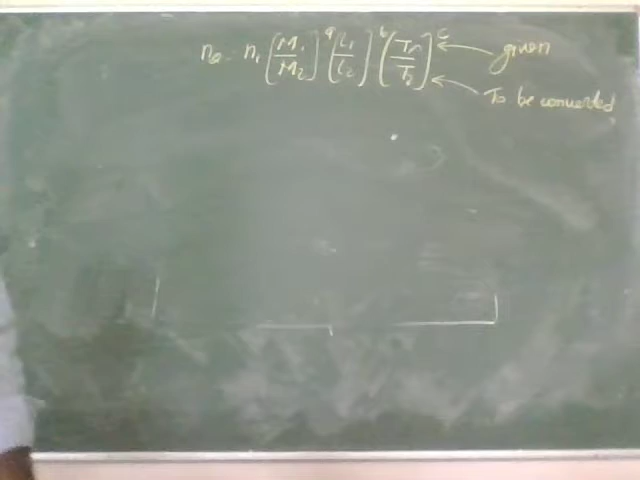 n₂ = n₁ [M₁/M₂]^a [L₁/L₂]^b [T₁/T₂]^c ← given
← To be converted